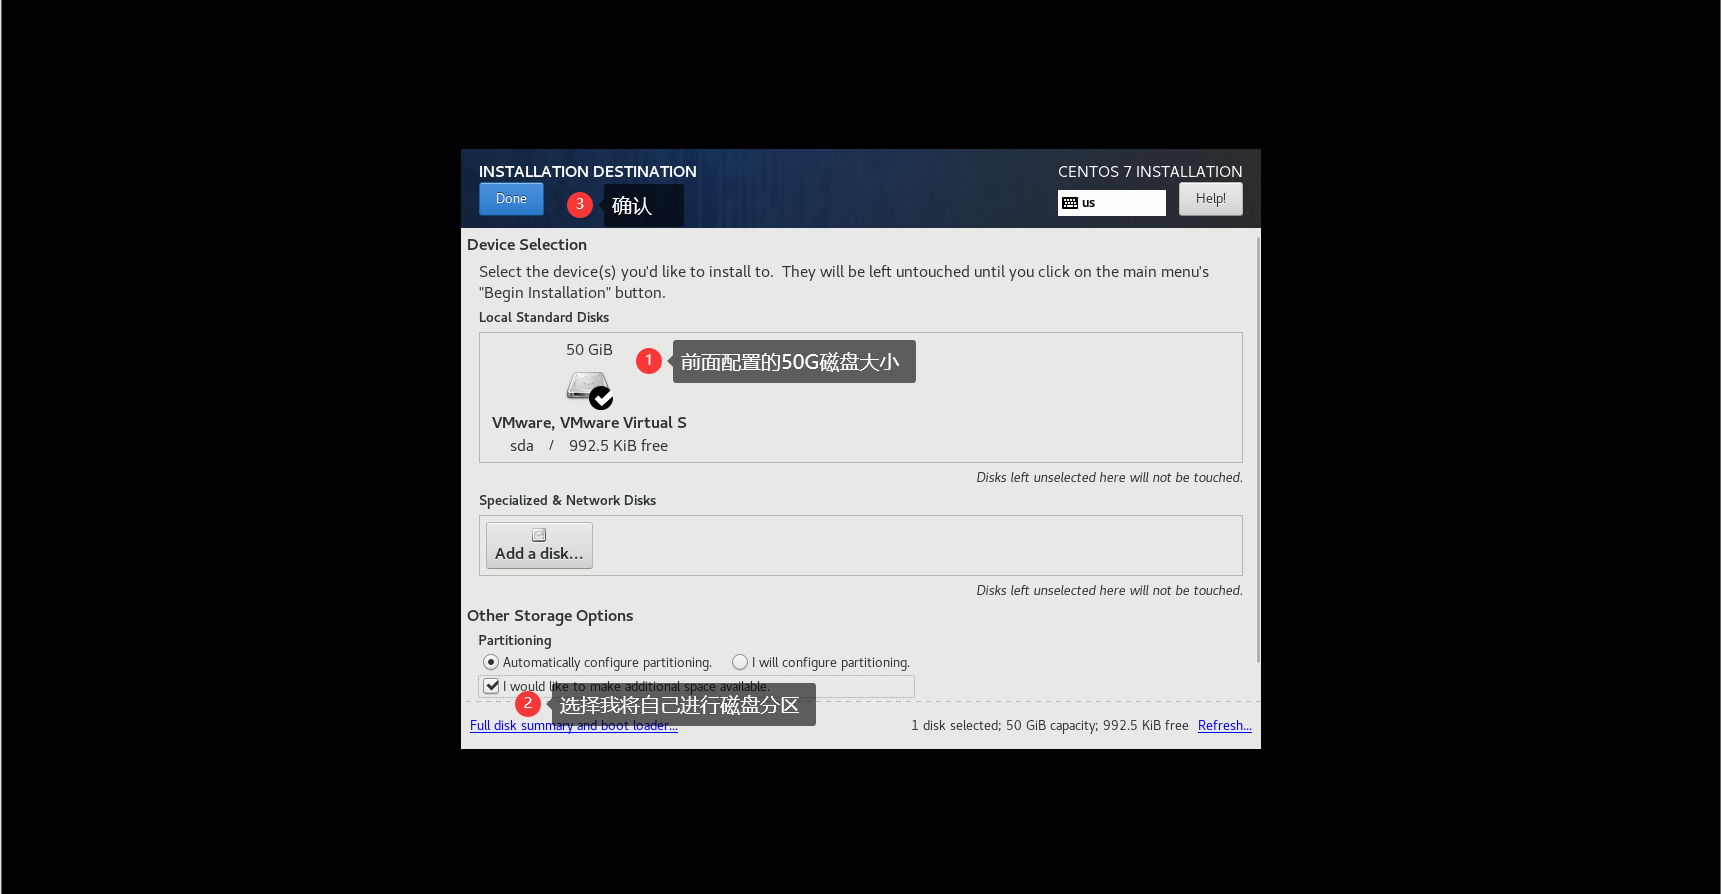 INSTALLATION DESTINATION
CENTOS 7 INSTALLATION
Done
3
确认
us
Help!
Device Selection
Select the device(s) you'd like to install to.  They will be left untouched until you click on the main menu's
"Begin Installation" button.
Local Standard Disks
50 GiB
1
前面配置的50G磁盘大小
VMware, VMware Virtual S
sda / 992.5 KiB free
Disks left unselected here will not be touched.
Specialized & Network Disks
Add a disk...
Disks left unselected here will not be touched.
Other Storage Options
Partitioning
Automatically configure partitioning.
I will configure partitioning.
I would like to make additional space available.
2
选择我将自己进行磁盘分区
Full disk summary and boot loader...
1 disk selected; 50 GiB capacity; 992.5 KiB free
Refresh...